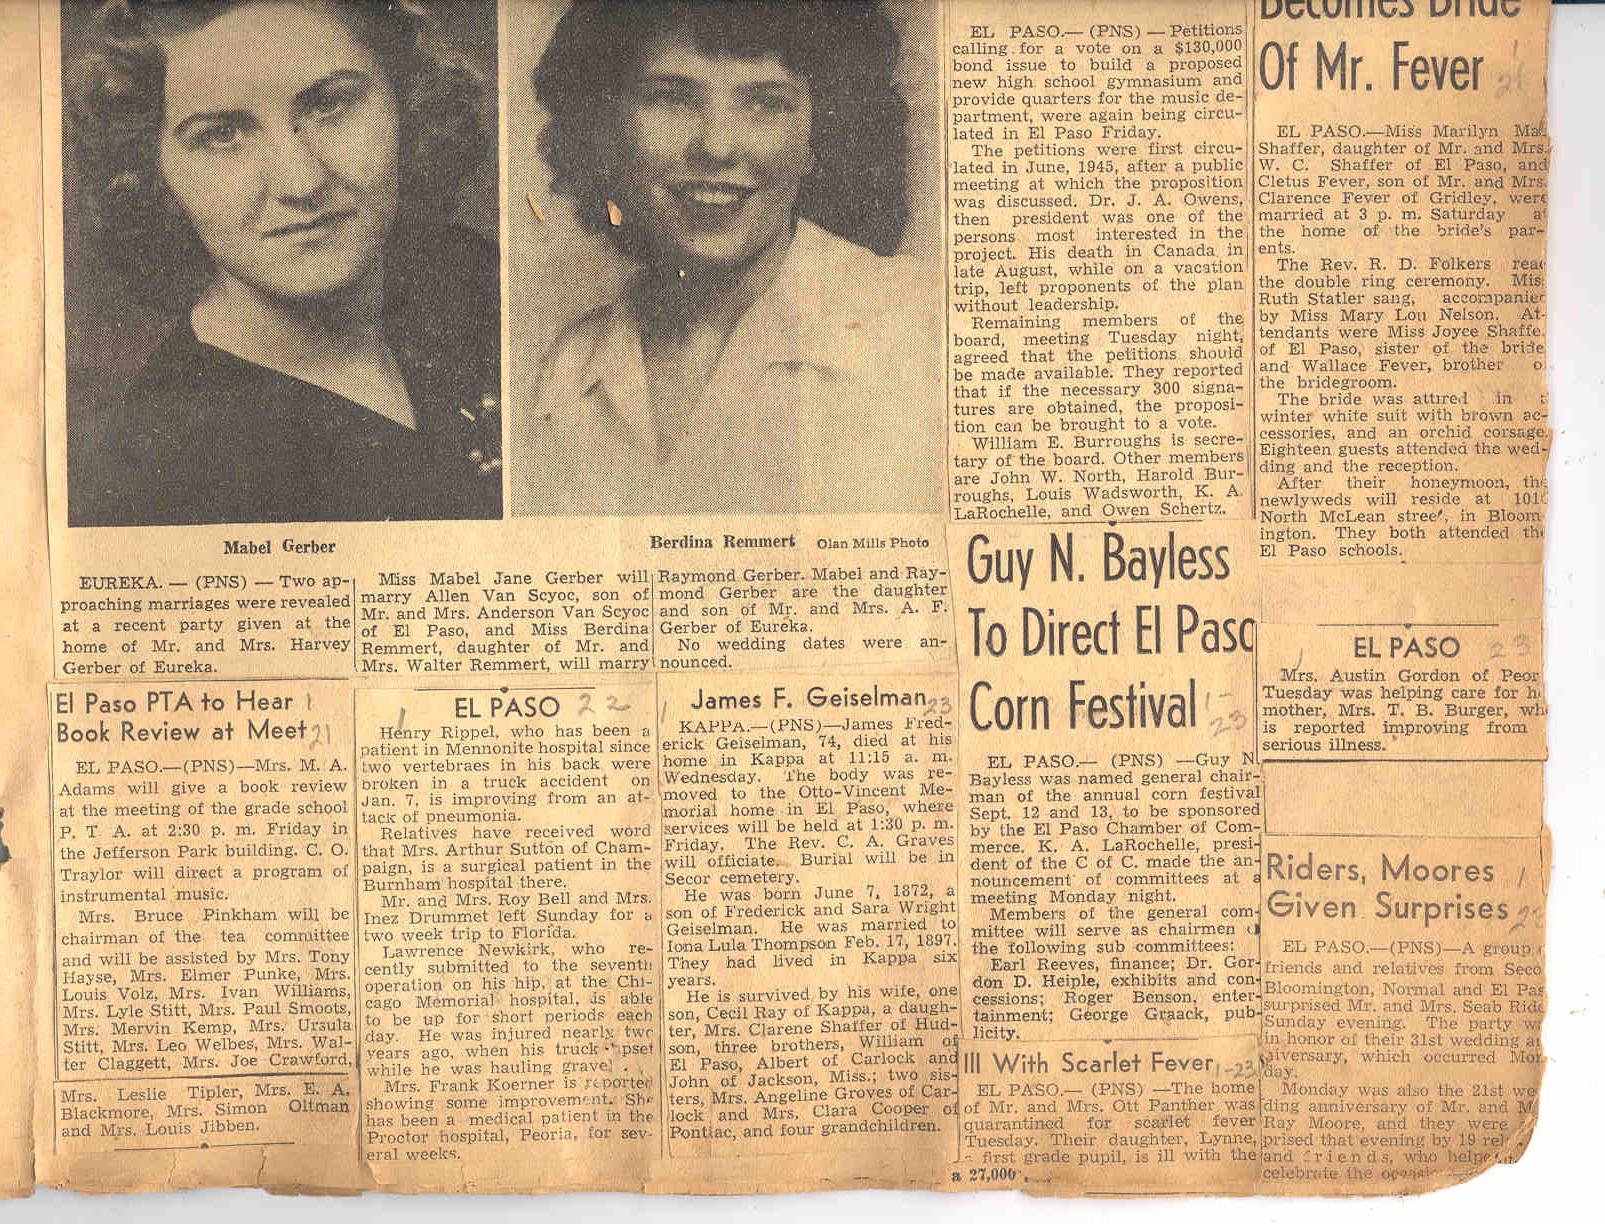 Mabel Gerber
Berdina Remmert Olan Mills Photo
EUREKA. — (PNS) — Two ap-
proaching marriages were revealed
at a recent party given at the
home of Mr. and Mrs. Harvey
Gerber of Eureka.
Miss Mabel Jane Gerber will
marry Allen Van Scyoc, son of
Mr. and Mrs. Anderson Van Scyoc
of El Paso, and Miss Berdina
Remmert, daughter of Mr. and
Mrs. Walter Remmert, will marry
Raymond Gerber. Mabel and Ray-
mond Gerber are the daughter
and son of Mr. and Mrs. A. F.
Gerber of Eureka.
No wedding dates were an-
nounced.
El Paso PTA to Hear 1
Book Review at Meet 21
EL PASO.—(PNS)—Mrs. M. A.
Adams will give a book review
at the meeting of the grade school
P. T. A. at 2:30 p. m. Friday in
the Jefferson Park building. C. O.
Traylor will direct a program of
instrumental music.
Mrs. Bruce Pinkham will be
chairman of the tea committee
and will be assisted by Mrs. Tony
Hayse, Mrs. Elmer Punke, Mrs.
Louis Volz, Mrs. Ivan Williams,
Mrs. Lyle Stitt, Mrs. Paul Smoots,
Mrs. Mervin Kemp, Mrs. Ursula
Stitt, Mrs. Leo Welbes, Mrs. Wal-
ter Claggett, Mrs. Joe Crawford,
Mrs. Leslie Tipler, Mrs. E. A.
Blackmore, Mrs. Simon Oltman
and Mrs. Louis Jibben.
1 EL PASO 22
Henry Rippel, who has been a
patient in Mennonite hospital since
two vertebraes in his back were
broken in a truck accident on
Jan. 7, is improving from an at-
tack of pneumonia.
Relatives have received word
that Mrs. Arthur Sutton of Cham-
paign, is a surgical patient in the
Burnham hospital there.
Mr. and Mrs. Roy Bell and Mrs.
Inez Drummet left Sunday for a
two week trip to Florida.
Lawrence Newkirk, who re-
cently submitted to the seventh
operation on his hip, at the Chi-
cago Memorial hospital, is able
to be up for short periods each
day. He was injured nearly two
years ago, when his truck upset
while he was hauling gravel.
Mrs. Frank Koerner is reported
showing some improvement. She
has been a medical patient in the
Proctor hospital, Peoria, for sev-
eral weeks.
1 James F. Geiselman 23
KAPPA.—(PNS)—James Fred-
erick Geiselman, 74, died at his
home in Kappa at 11:15 a. m.
Wednesday. The body was re-
moved to the Otto-Vincent Me-
morial home in El Paso, where
services will be held at 1:30 p. m.
Friday. The Rev. C. A. Graves
will officiate. Burial will be in
Secor cemetery.
He was born June 7, 1872, a
son of Frederick and Sara Wright
Geiselman. He was married to
Iona Lula Thompson Feb. 17, 1897.
They had lived in Kappa six
years.
He is survived by his wife, one
son, Cecil Ray of Kappa, a daugh-
ter, Mrs. Clarene Shaffer of Hud-
son, three brothers, William of
El Paso, Albert of Carlock and
John of Jackson, Miss.; two sis-
ters, Mrs. Angeline Groves of Car-
lock and Mrs. Clara Cooper of
Pontiac, and four grandchildren.
EL PASO.— (PNS) — Petitions
calling for a vote on a $130,000
bond issue to build a proposed
new high school gymnasium and
provide quarters for the music de-
partment, were again being circu-
lated in El Paso Friday.
The petitions were first circu-
lated in June, 1945, after a public
meeting at which the proposition
was discussed. Dr. J. A. Owens,
then president was one of the
persons most interested in the
project. His death in Canada in
late August, while on a vacation
trip, left proponents of the plan
without leadership.
Remaining members of the
board, meeting Tuesday night,
agreed that the petitions should
be made available. They reported
that if the necessary 300 signa-
tures are obtained, the proposi-
tion can be brought to a vote.
William E. Burroughs is secre-
tary of the board. Other members
are John W. North, Harold Bur-
roughs, Louis Wadsworth, K. A.
LaRochelle, and Owen Schertz.
Guy N. Bayless
To Direct El Paso
Corn Festival 1-
23
EL PASO.— (PNS) —Guy N.
Bayless was named general chair-
man of the annual corn festival
Sept. 12 and 13, to be sponsored
by the El Paso Chamber of Com-
merce. K. A. LaRochelle, presi-
dent of the C of C. made the an-
nouncement of committees at a
meeting Monday night.
Members of the general com-
mittee will serve as chairmen
the following sub committees:
Earl Reeves, finance; Dr. Gor-
don D. Heiple, exhibits and con-
cessions; Roger Benson, enter-
tainment; George Graack, pub-
licity.
Ill With Scarlet Fever 1-23
EL PASO.— (PNS) —The home
of Mr. and Mrs. Ott Panther was
quarantined for scarlet fever
Tuesday. Their daughter, Lynne,
first grade pupil, is ill with the
a 27,000
Becomes Bride
Of Mr. Fever
EL PASO.—Miss Marilyn Mae
Shaffer, daughter of Mr. and Mrs.
W. C. Shaffer of El Paso, and
Cletus Fever, son of Mr. and Mrs.
Clarence Fever of Gridley, were
married at 3 p. m. Saturday at
the home of the bride's par-
ents.
The Rev. R. D. Folkers read
the double ring ceremony. Miss
Ruth Statler sang, accompanied
by Miss Mary Lou Nelson. At-
tendants were Miss Joyce Shaffe
of El Paso, sister of the bride
and Wallace Fever, brother o
the bridegroom.
The bride was attired in
winter white suit with brown ac-
cessories, and an orchid corsage.
Eighteen guests attended the wed-
ding and the reception.
After their honeymoon, the
newlyweds will reside at 101
North McLean street, in Bloom-
ington. They both attended the
El Paso schools.
EL PASO 23
Mrs. Austin Gordon of Peor
Tuesday was helping care for h
mother, Mrs. T. B. Burger, wh
is reported improving from
serious illness.
Riders, Moores 1
Given Surprises
EL PASO.—(PNS)—A group
friends and relatives from Seco
Bloomington, Normal and El Pas
surprised Mr. and Mrs. Seab Ride
Sunday evening. The party w
in honor of their 31st wedding an
niversary, which occurred Mon
day.
Monday was also the 21st wed
ding anniversary of Mr. and M
Ray Moore, and they were
prised that evening by 19 rel
and friends, who helped
celebrate the